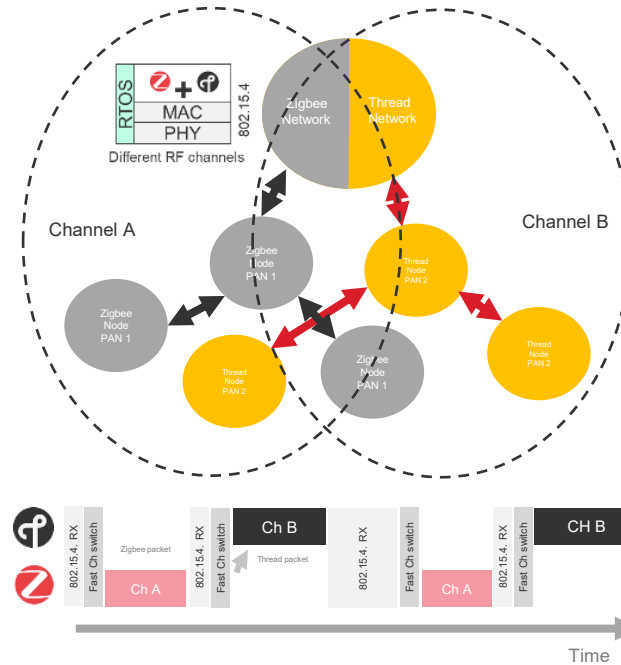 RTOS
+
MAC
PHY
802.15.4
Different RF channels
Zigbee
Network
Thread
Network
Channel A
Channel B
Zigbee
Node
PAN 1
Thread
Node
PAN 2
Zigbee
Node
PAN 1
Thread
Node
PAN 2
Zigbee
Node
PAN 1
Thread
Node
PAN 2
802.15.4. RX
Fast Ch switch
Zigbee packet
Ch A
802.15.4. RX
Fast Ch switch
Ch B
Thread packet
802.15.4. RX
Fast Ch switch
Ch A
802.15.4. RX
Fast Ch switch
CH B
Time